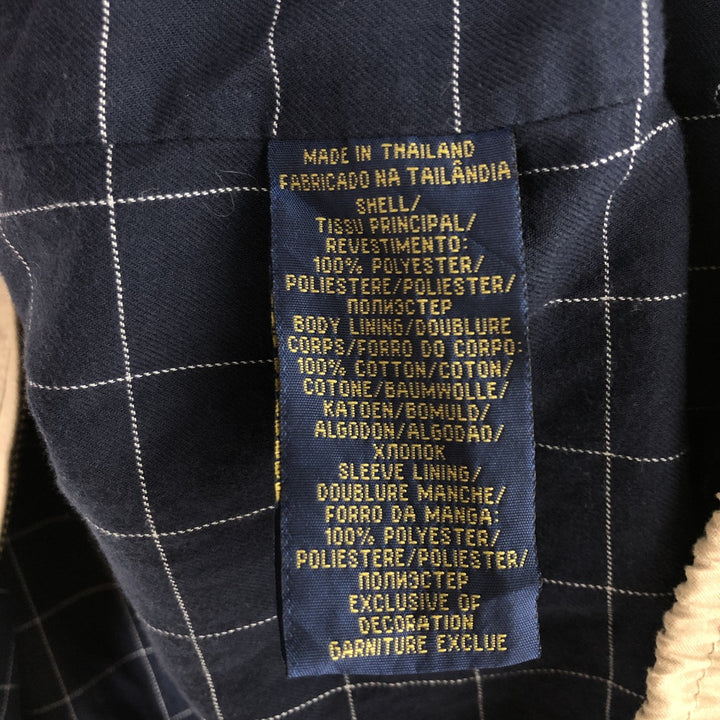 MADE IN THAILAND
FABRICADO NA TAILÂNDIA
SHELL/
TISSU PRINCIPAL/
REVESTIMENTO:
100% POLYESTER/
POLIESTERE/POLIESTER/
ПОЛИЭСТЕР
BODY LINING/DOUBLURE
CORPS/FORRO DO CORPO:
100% COTTON/COTON/
COTONE/BAUMWOLLE/
KATOEN/BOMULD/
ALGODON/ALGODAO/
ХЛОПОК
SLEEVE LINING/
DOUBLURE MANCHE/
FORRO DA MANGA:
100% POLYESTER/
POLIESTERE/POLIESTER/
ПОЛИЭСТЕР
EXCLUSIVE OF
DECORATION
GARNITURE EXCLUE